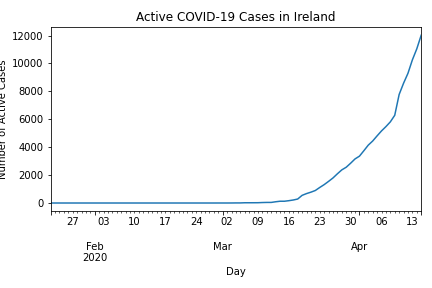 Active COVID-19 Cases in Ireland
Number of Active Cases
12000
10000
8000
6000
4000
2000
0
27 03 10 17 24 02 09 16 23 30 06 13
Feb Mar Apr
2020
Day